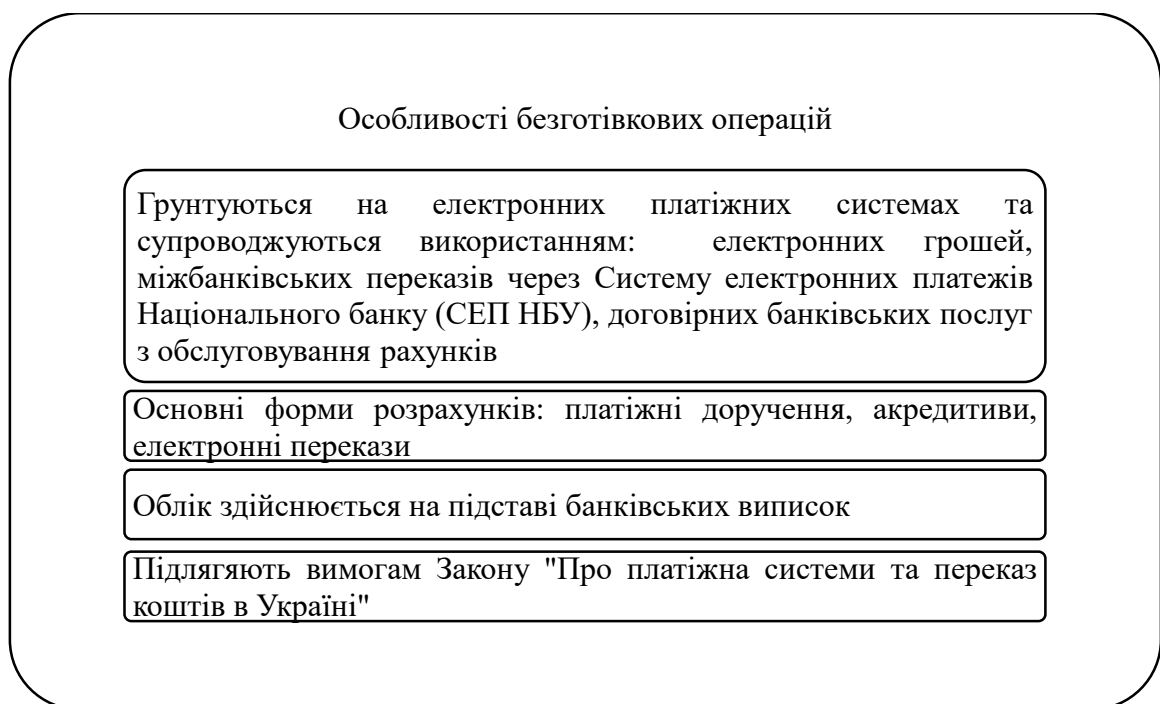 Особливості безготівкових операцій
Грунтуються на електронних платіжних системах та
супроводжуються використанням: електронних грошей,
міжбанківських переказів через Систему електронних платежів
Національного банку (СЕП НБУ), договірних банківських послуг
з обслуговування рахунків
Основні форми розрахунків: платіжні доручення, акредитиви,
електронні перекази
Облік здійснюється на підставі банківських виписок
Підлягяють вимогам Закону "Про платіжна системи та переказ
коштів в Україні"